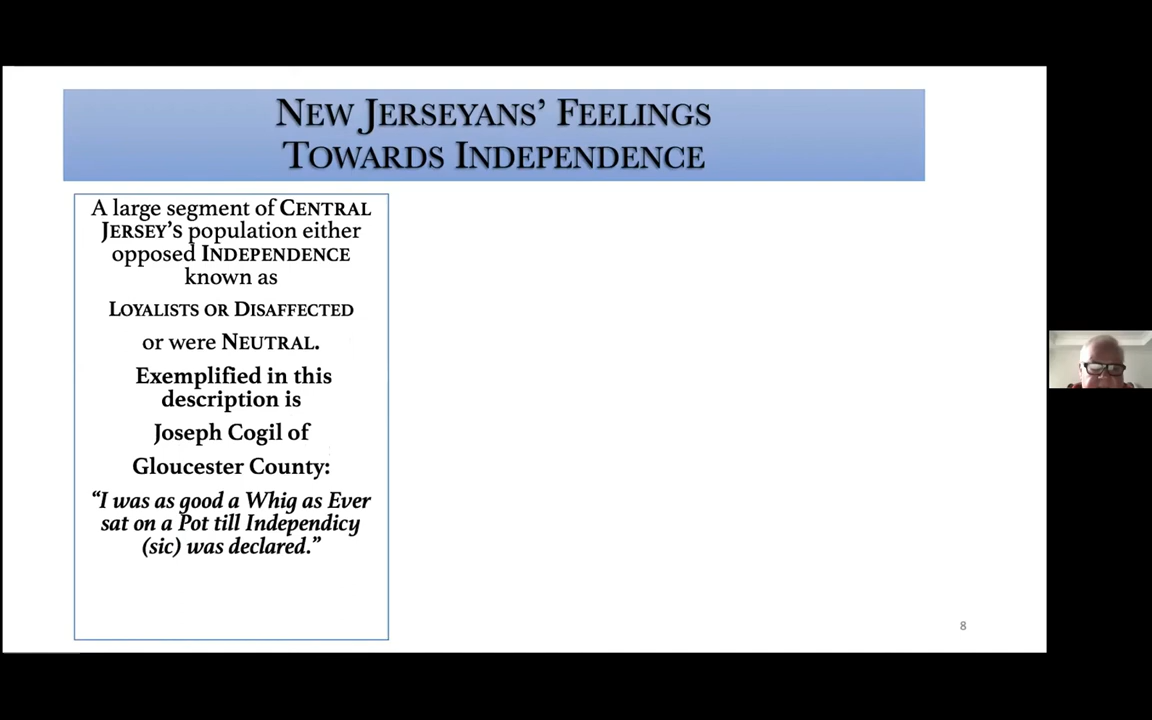 NEW JERSEYANS' FEELINGS
TOWARDS INDEPENDENCE
A large segment of CENTRAL
JERSEY'S population either
opposed INDEPENDENCE
known as
LOYALISTS OR DISAFFECTED
or were NEUTRAL.
Exemplified in this
description is
Joseph Cogil of
Gloucester County:
“I was as good a Whig as Ever
sat on a Pot till Independicy
(sic) was declared.”
8